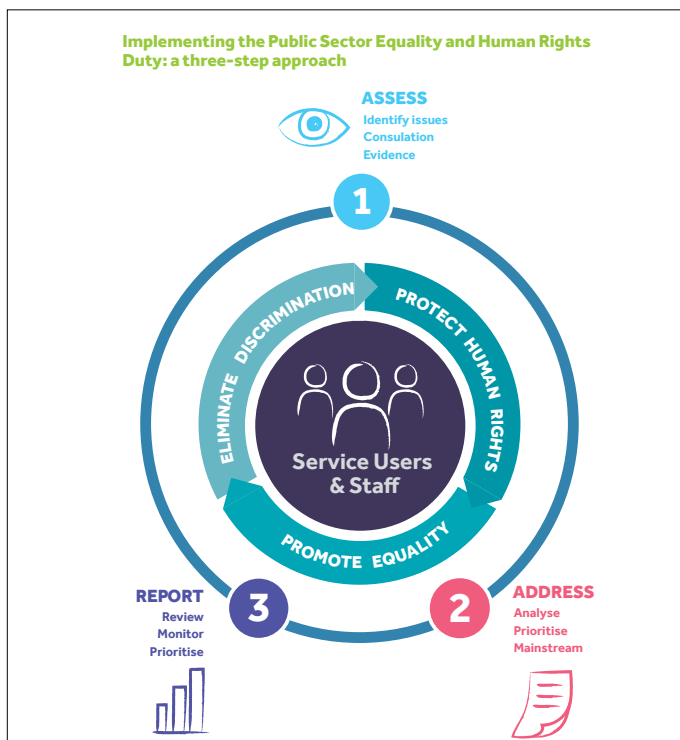 Implementing the Public Sector Equality and Human Rights
Duty: a three-step approach
ASSESS
Identify issues
Consulation
Evidence
1
ELIMINATE DISCRIMINATION
PROTECT HUMAN RIGHTS
PROMOTE EQUALITY
Service Users
& Staff
2
ADDRESS
Analyse
Prioritise
Mainstream
3
REPORT
Review
Monitor
Prioritise